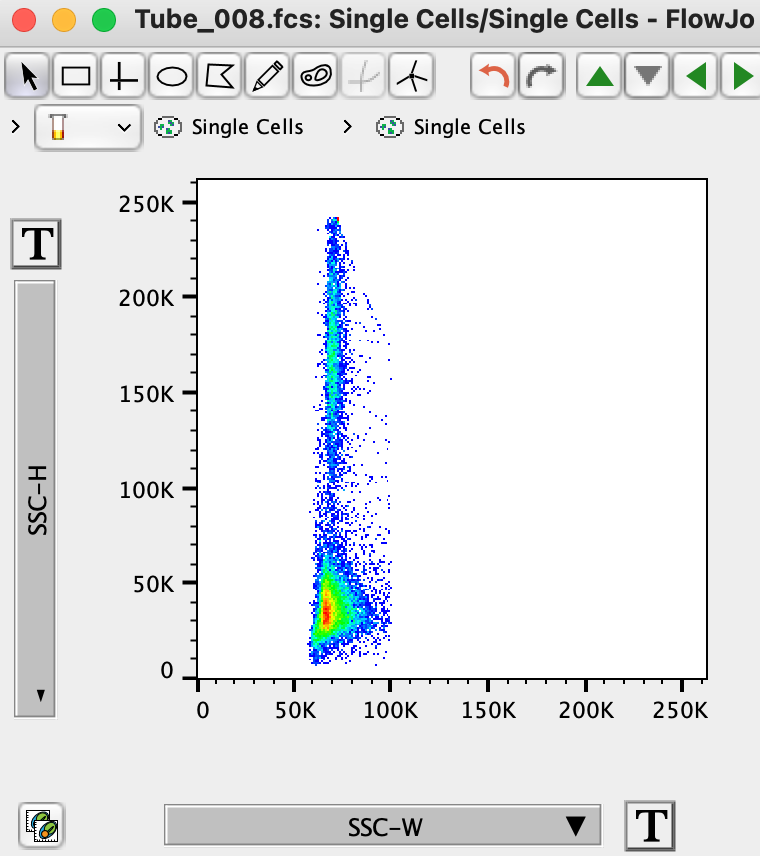 Tube_008.fcs: Single Cells/Single Cells - FlowJo
Single Cells > Single Cells
T
250K
200K
150K
100K
50K
0
SSC-H
0 50K 100K 150K 200K 250K
SSC-W
T